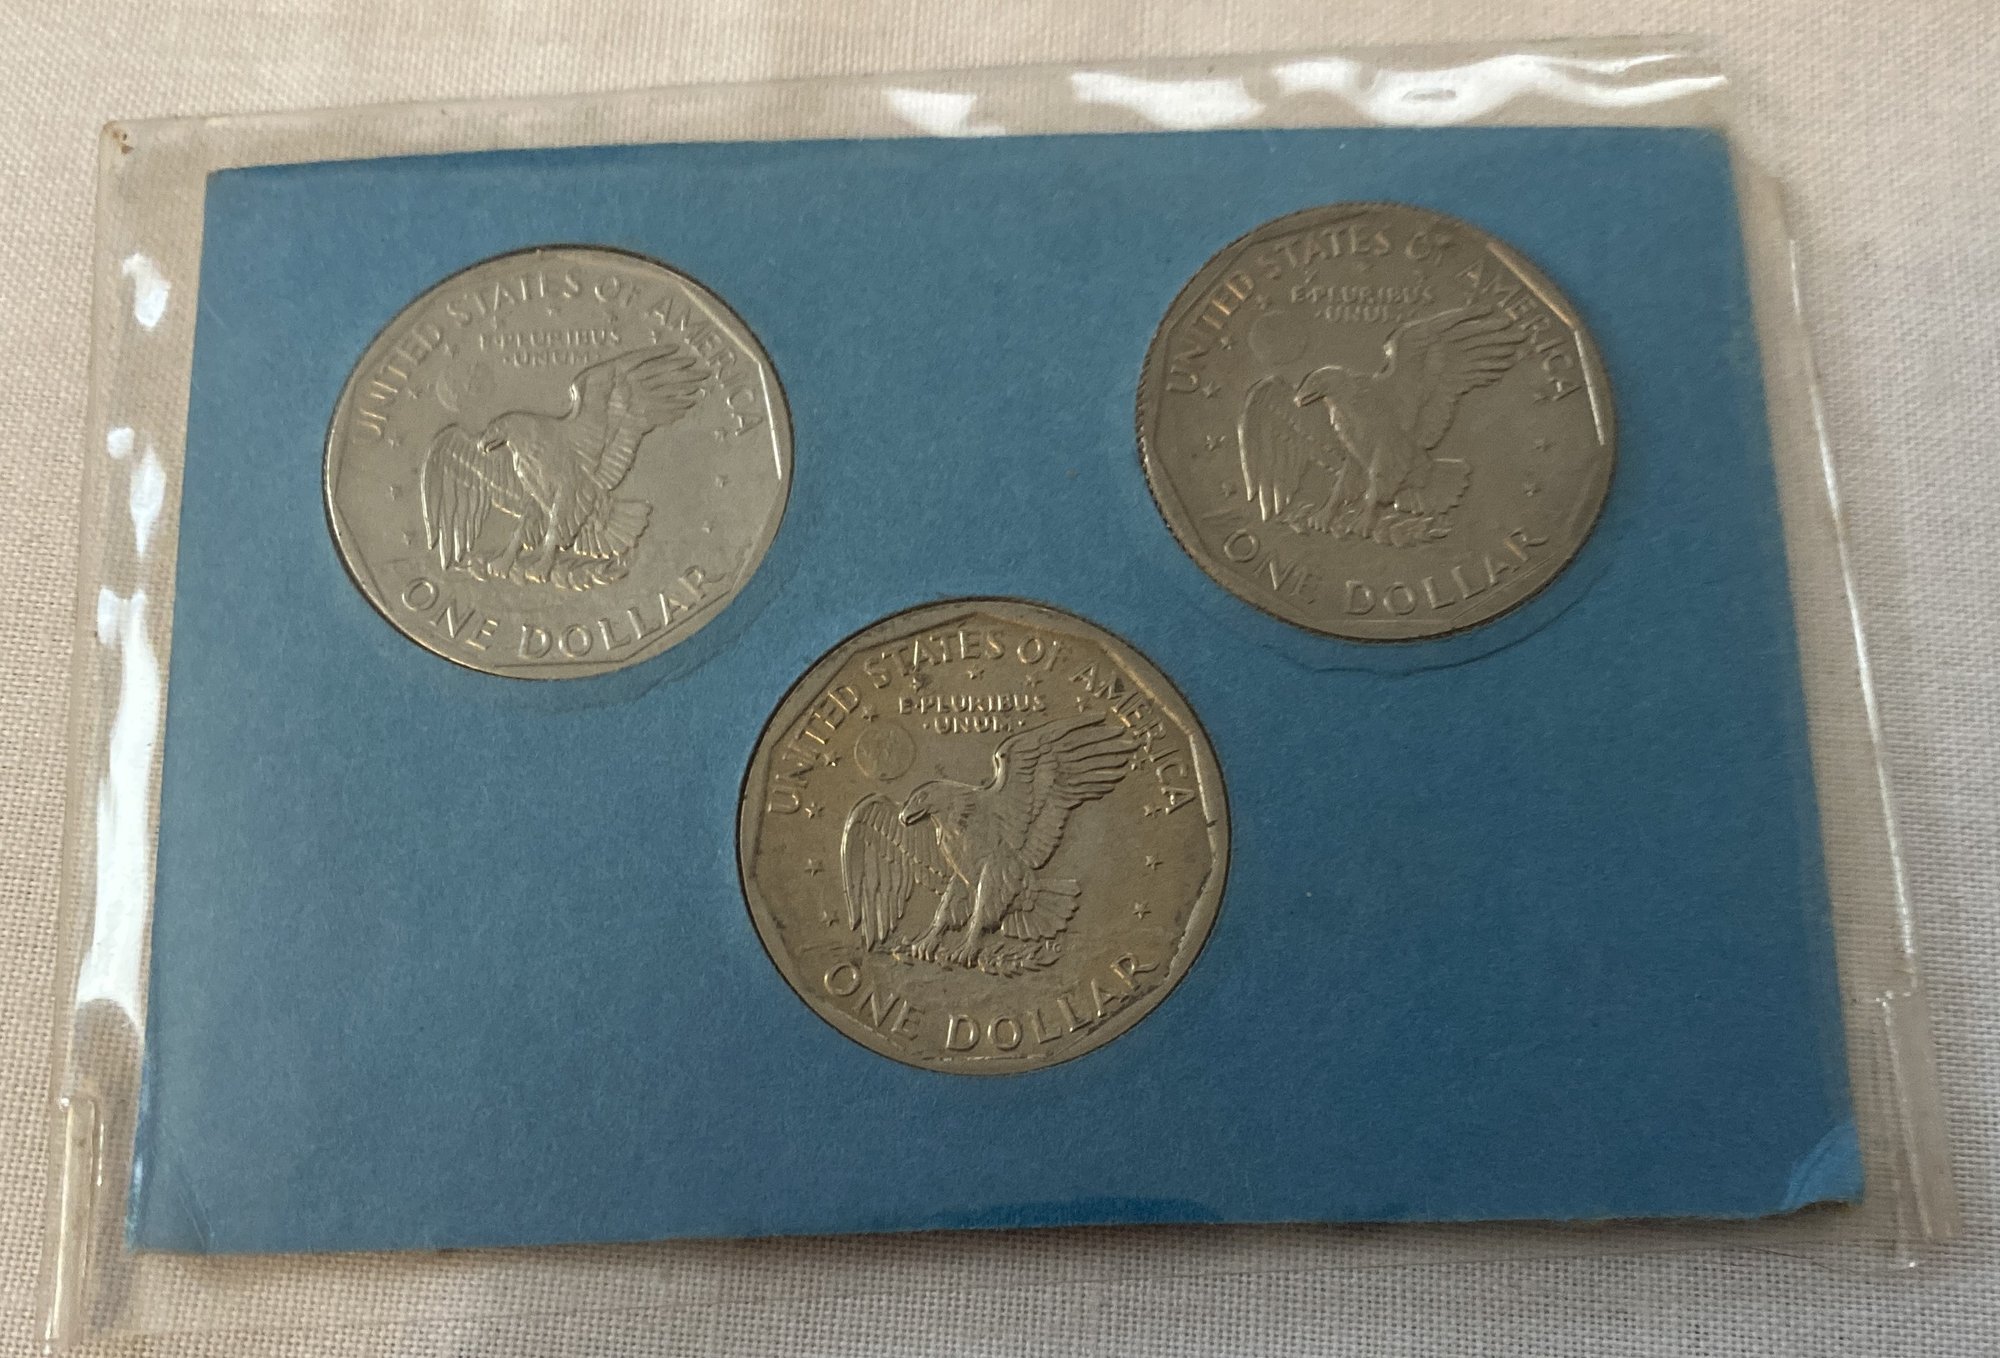 UNITED STATES OF AMERICA
E·PLURIBUS
·UNUM·
ONE DOLLAR
UNITED STATES OF AMERICA
E·PLURIBUS
·UNUM·
ONE DOLLAR
UNITED STATES OF AMERICA
E·PLURIBUS
·UNUM·
ONE DOLLAR